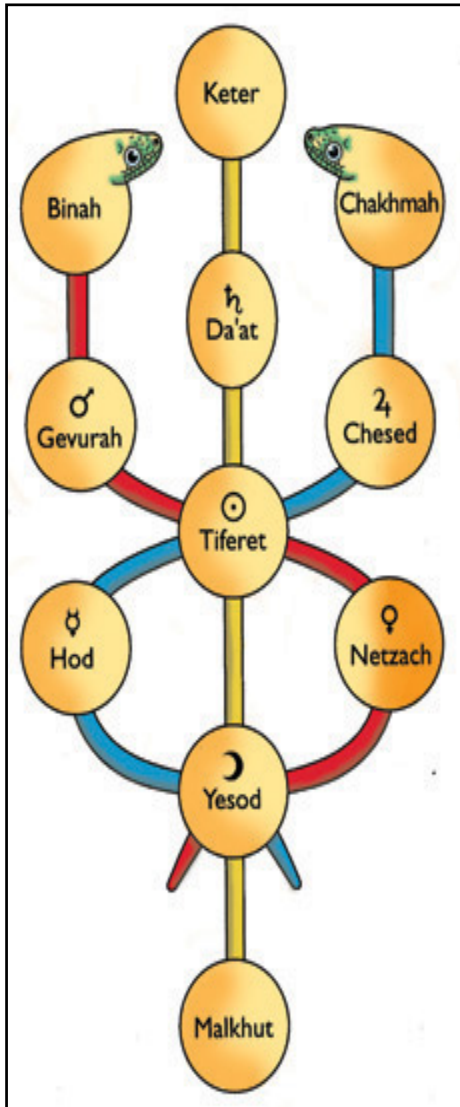 Keter
Binah
Chakhmah
♄
Da'at
♂
Gevurah
♃
Chesed
☉
Tiferet
☿
Hod
♀
Netzach
☽
Yesod
Malkhut